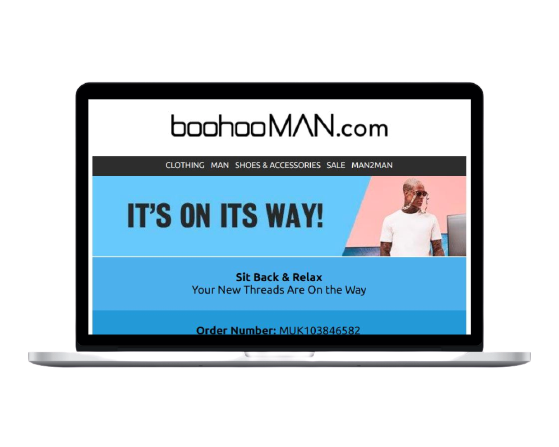 boohooMAN.com
CLOTHING MAN SHOES & ACCESSORIES SALE MAN2MAN
IT'S ON ITS WAY!
Sit Back & Relax
Your New Threads Are On the Way
Order Number: MUK103846582